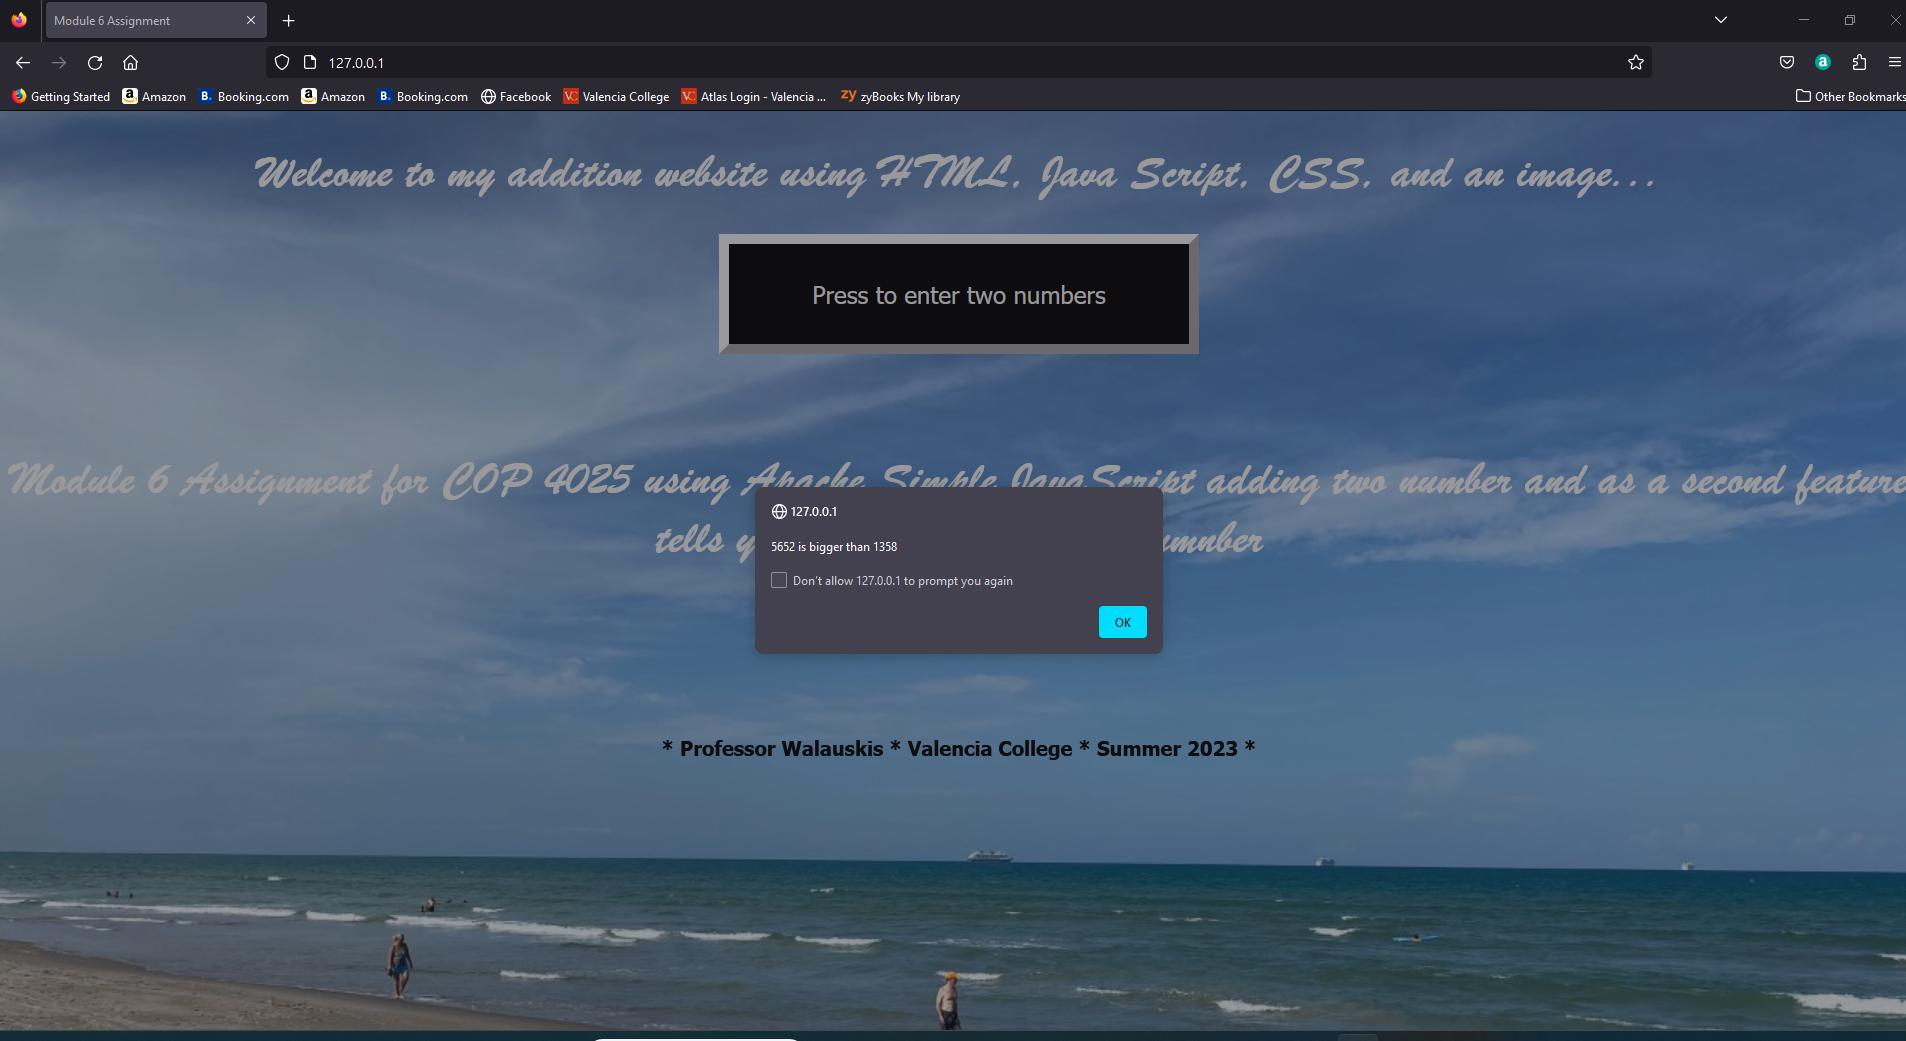 Module 6 Assignment
127.0.0.1
Getting Started Amazon Booking.com Amazon Booking.com Facebook Valencia College Atlas Login - Valencia ... zyBooks My library Other Bookmarks
Welcome to my addition website using HTML, Java Script, CSS, and an image...
Press to enter two numbers
Module 6 Assignment for COP 4025 using Apache Simple JavaScript adding two number and as a second feature
tells
127.0.0.1
5652 is bigger than 1358
Don't allow 127.0.0.1 to prompt you again
OK
* Professor Walauskis * Valencia College * Summer 2023 *